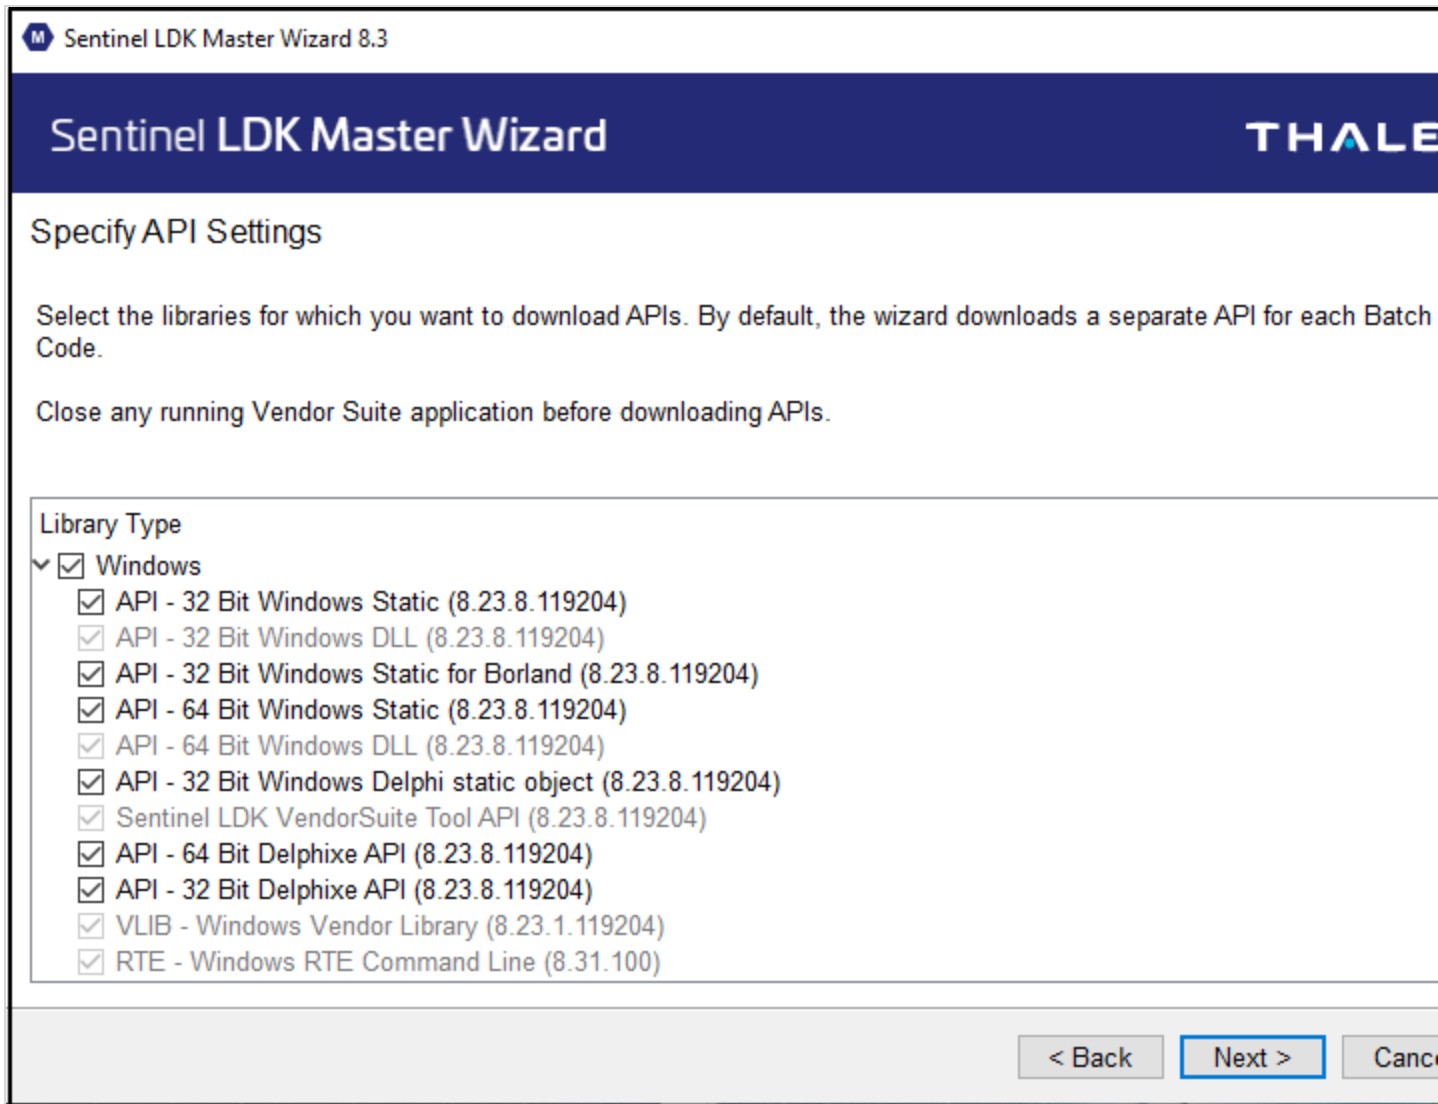 M Sentinel LDK Master Wizard 8.3
Sentinel LDK Master Wizard
THALE
Specify API Settings
Select the libraries for which you want to download APIs. By default, the wizard downloads a separate API for each Batch
Code.
Close any running Vendor Suite application before downloading APIs.
Library Type
Windows
API - 32 Bit Windows Static (8.23.8.119204)
API - 32 Bit Windows DLL (8.23.8.119204)
API - 32 Bit Windows Static for Borland (8.23.8.119204)
API - 64 Bit Windows Static (8.23.8.119204)
API - 64 Bit Windows DLL (8.23.8.119204)
API - 32 Bit Windows Delphi static object (8.23.8.119204)
Sentinel LDK VendorSuite Tool API (8.23.8.119204)
API - 64 Bit Delphixe API (8.23.8.119204)
API - 32 Bit Delphixe API (8.23.8.119204)
VLIB - Windows Vendor Library (8.23.1.119204)
RTE - Windows RTE Command Line (8.31.100)
< Back Next > Canc